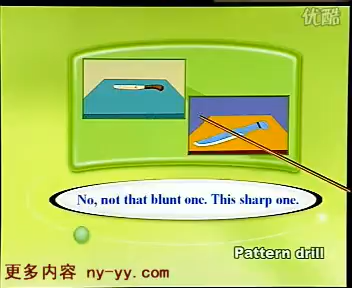 优酷
No, not that blunt one. This sharp one.
Pattern drill
更多内容 ny-yy.com